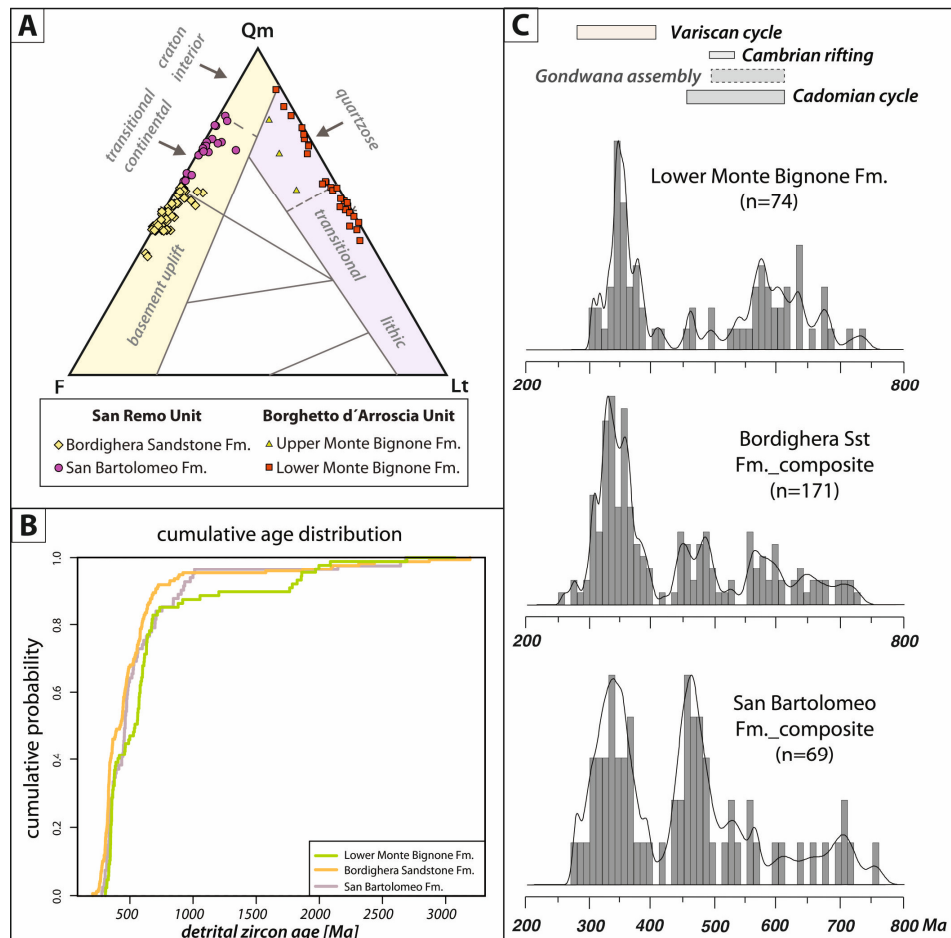 A
Qm
craton
interior
transitional
continental
quartzose
basement uplift
transitional
lithic
F
Lt
San Remo Unit
Borghetto d´Arroscia Unit
Bordighera Sandstone Fm.
Upper Monte Bignone Fm.
San Bartolomeo Fm.
Lower Monte Bignone Fm.
B
cumulative age distribution
cumulative probability
1.0
0.8
0.6
0.4
0.2
0.0
Lower Monte Bignone Fm.
Bordighera Sandstone Fm.
San Bartolomeo Fm.
500
1000
1500
2000
2500
3000
detrital zircon age [Ma]
C
Variscan cycle
Cambrian rifting
Gondwana assembly
Cadomian cycle
Lower Monte Bignone Fm.
(n=74)
200
800
Bordighera Sst
Fm._composite
(n=171)
200
800
San Bartolomeo
Fm._composite
(n=69)
200
300
400
500
600
700
800
Ma